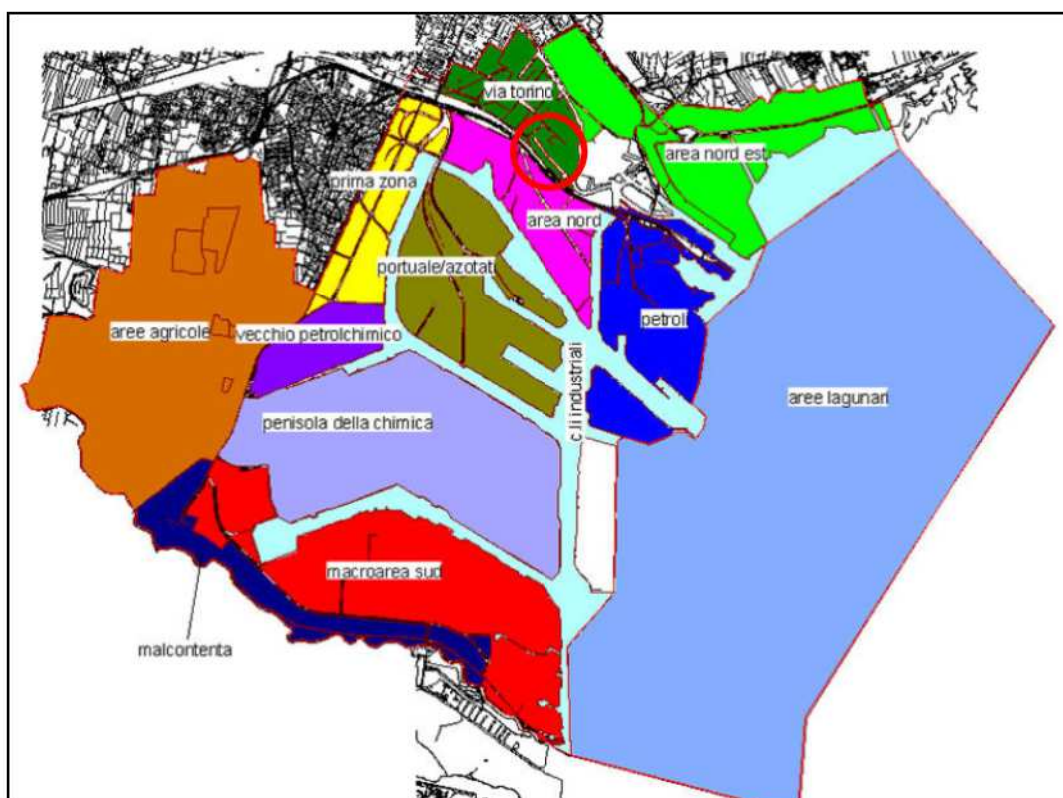 via torino
area nord est
prima zona
area nord
portuale/azotati
petroli
aree agricole
vecchio petrolchimico
c.li industriali
aree lagunari
penisola della chimica
macroarea sud
malcontenta